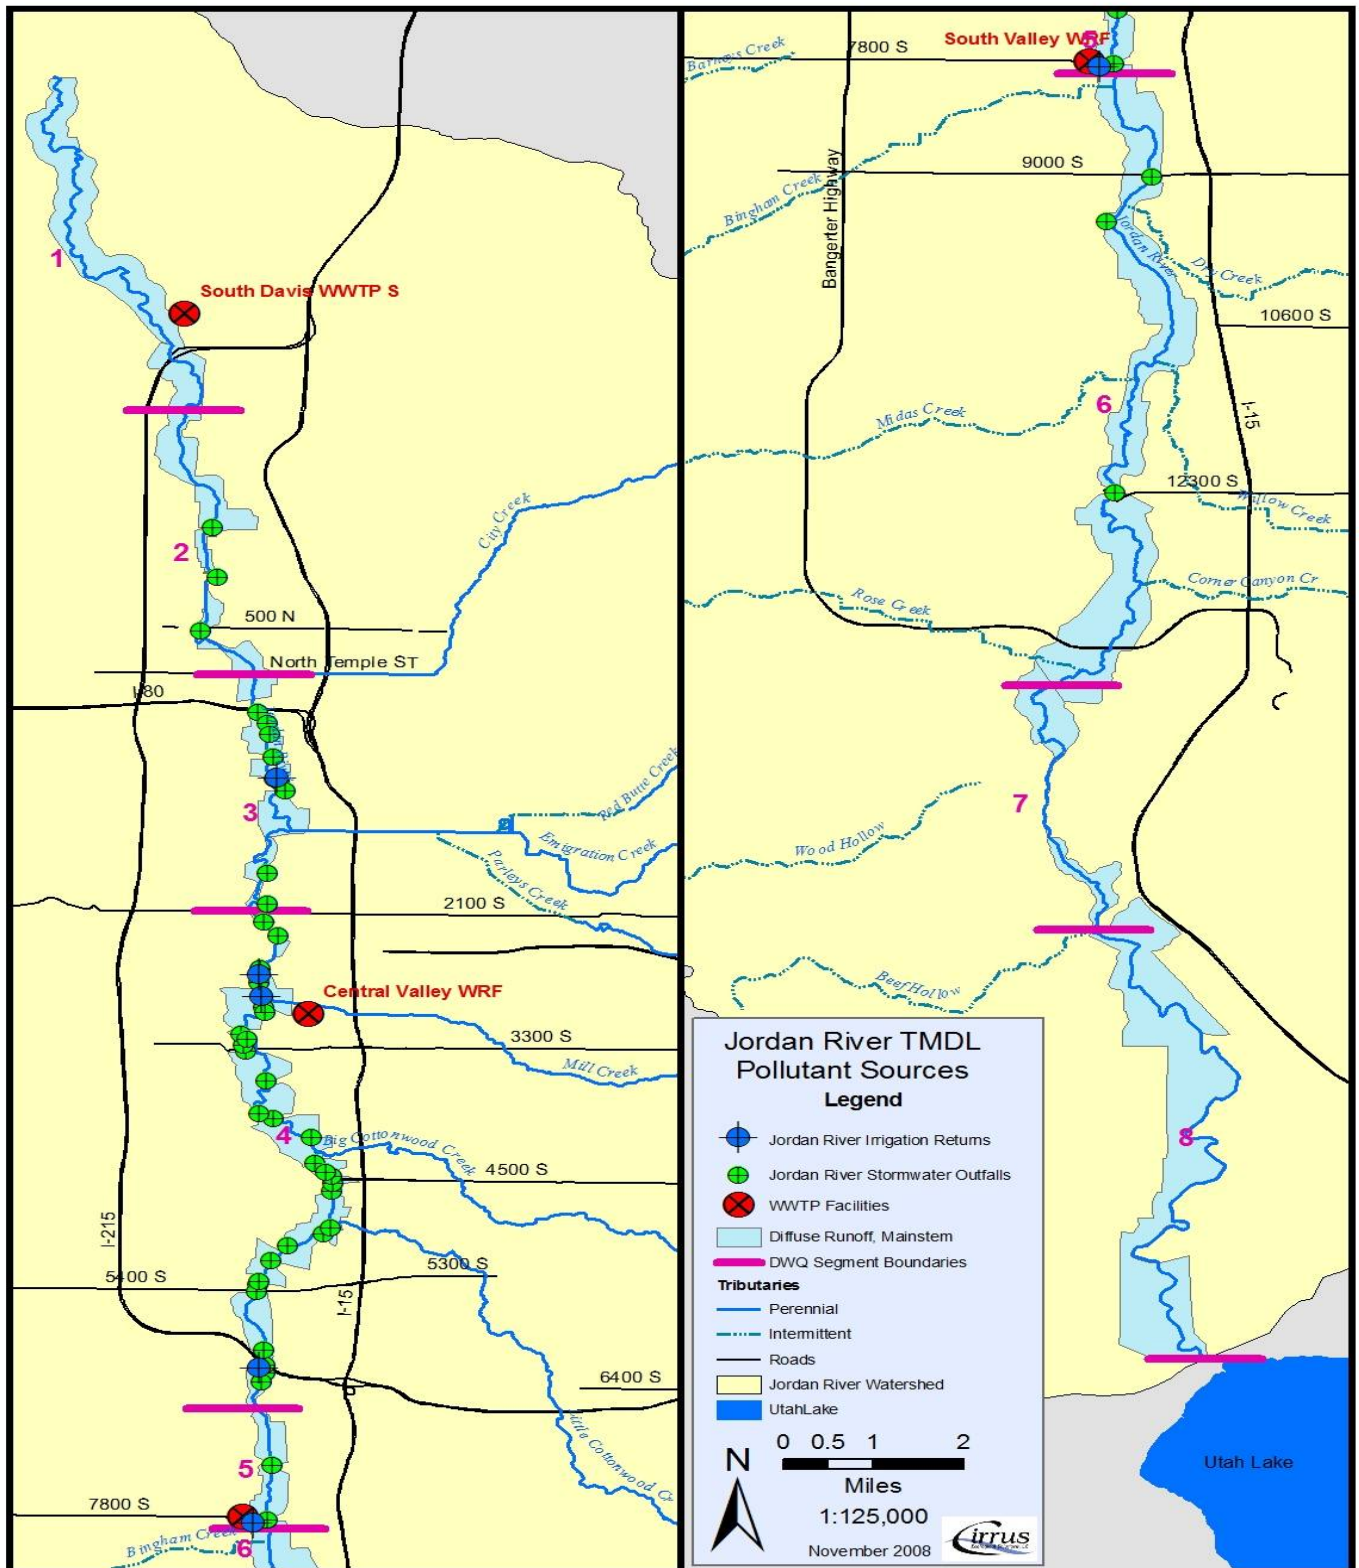 1
South Davis WWTP S
2
City Creek
500 N
North Temple ST
I-80
3
Red Butte Creek
Emigration Creek
Parleys Creek
2100 S
Central Valley WRF
3300 S
Mill Creek
4
Big Cottonwood Creek
4500 S
I-215
5400 S
5300 S
I-15
6400 S
Little Cottonwood Cr
5
7800 S
Bingham Creek
6
South Valley WRF
5
7800 S
Barneys Creek
9000 S
Bingham Creek
Bangerter Highway
Jordan River
Dry Creek
10600 S
6
I-15
Midas Creek
12300 S
Willow Creek
Corner Canyon Cr
Rose Creek
7
Wood Hollow
Beef Hollow
8
Utah Lake
Jordan River TMDL
Pollutant Sources
Legend
Jordan River Irrigation Returns
Jordan River Stormwater Outfalls
WWTP Facilities
Diffuse Runoff, Mainstem
DWQ Segment Boundaries
Tributaries
Perennial
Intermittent
Roads
Jordan River Watershed
UtahLake
N
0 0.5 1 2
Miles
1:125,000
November 2008
Cirrus